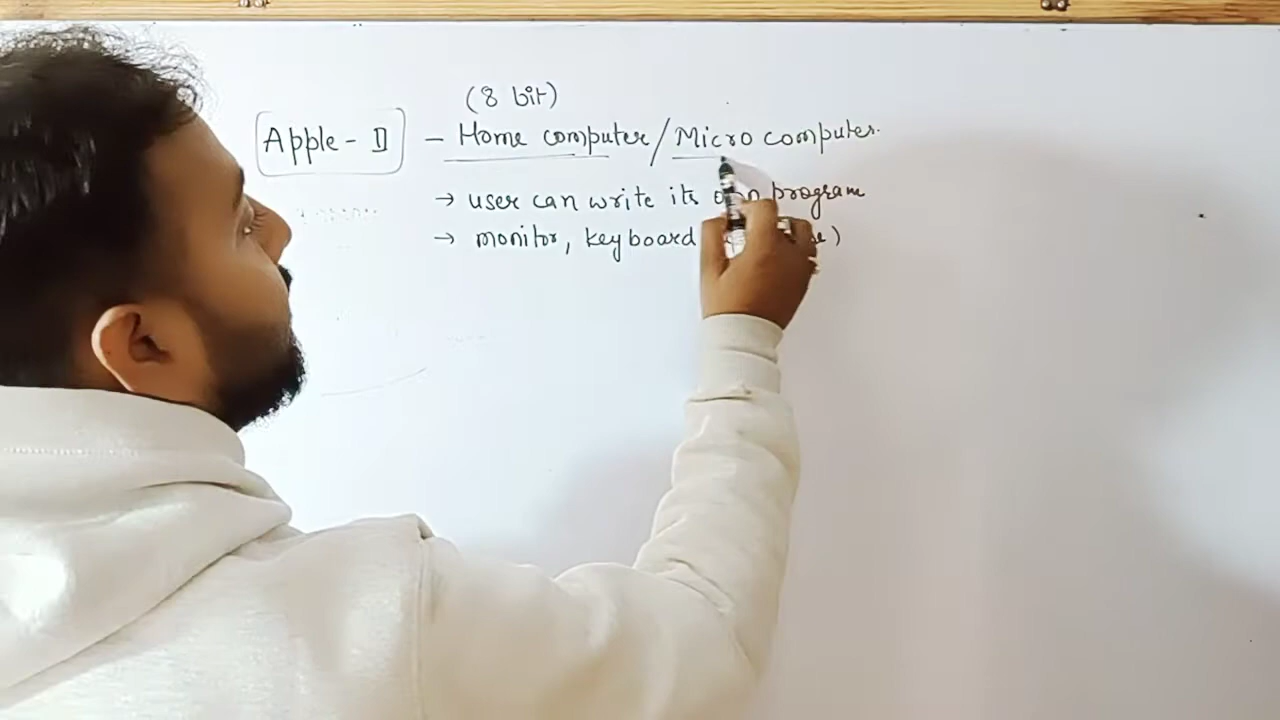 (8 bit)
Apple - II - Home computer / Micro computer.
→ user can write its own program
→ monitor, keyboard